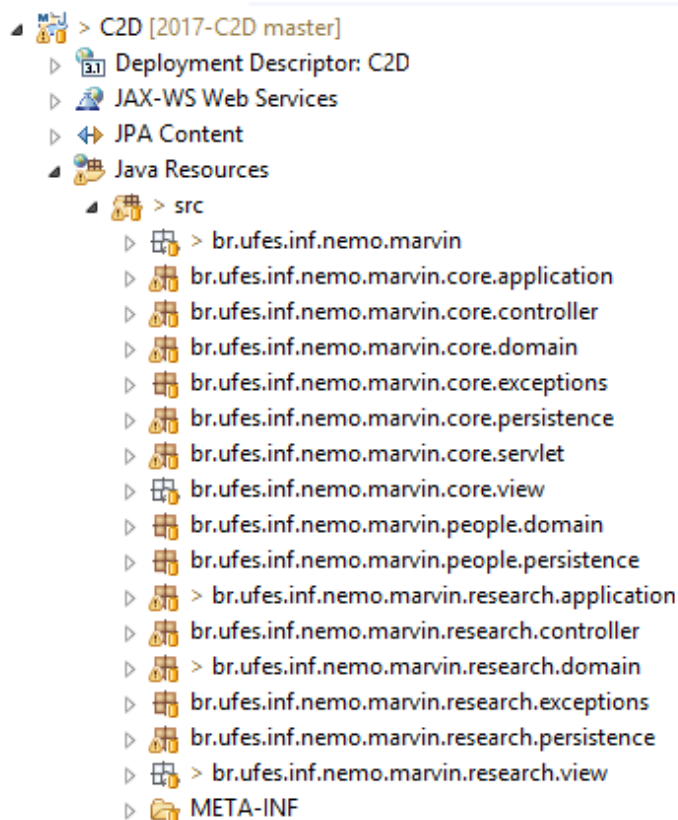 > C2D [2017-C2D master]
3.1 Deployment Descriptor: C2D
JAX-WS Web Services
JPA Content
Java Resources
> src
> br.ufes.inf.nemo.marvin
br.ufes.inf.nemo.marvin.core.application
br.ufes.inf.nemo.marvin.core.controller
br.ufes.inf.nemo.marvin.core.domain
br.ufes.inf.nemo.marvin.core.exceptions
br.ufes.inf.nemo.marvin.core.persistence
br.ufes.inf.nemo.marvin.core.servlet
br.ufes.inf.nemo.marvin.core.view
br.ufes.inf.nemo.marvin.people.domain
br.ufes.inf.nemo.marvin.people.persistence
> br.ufes.inf.nemo.marvin.research.application
br.ufes.inf.nemo.marvin.research.controller
> br.ufes.inf.nemo.marvin.research.domain
br.ufes.inf.nemo.marvin.research.exceptions
br.ufes.inf.nemo.marvin.research.persistence
> br.ufes.inf.nemo.marvin.research.view
META-INF